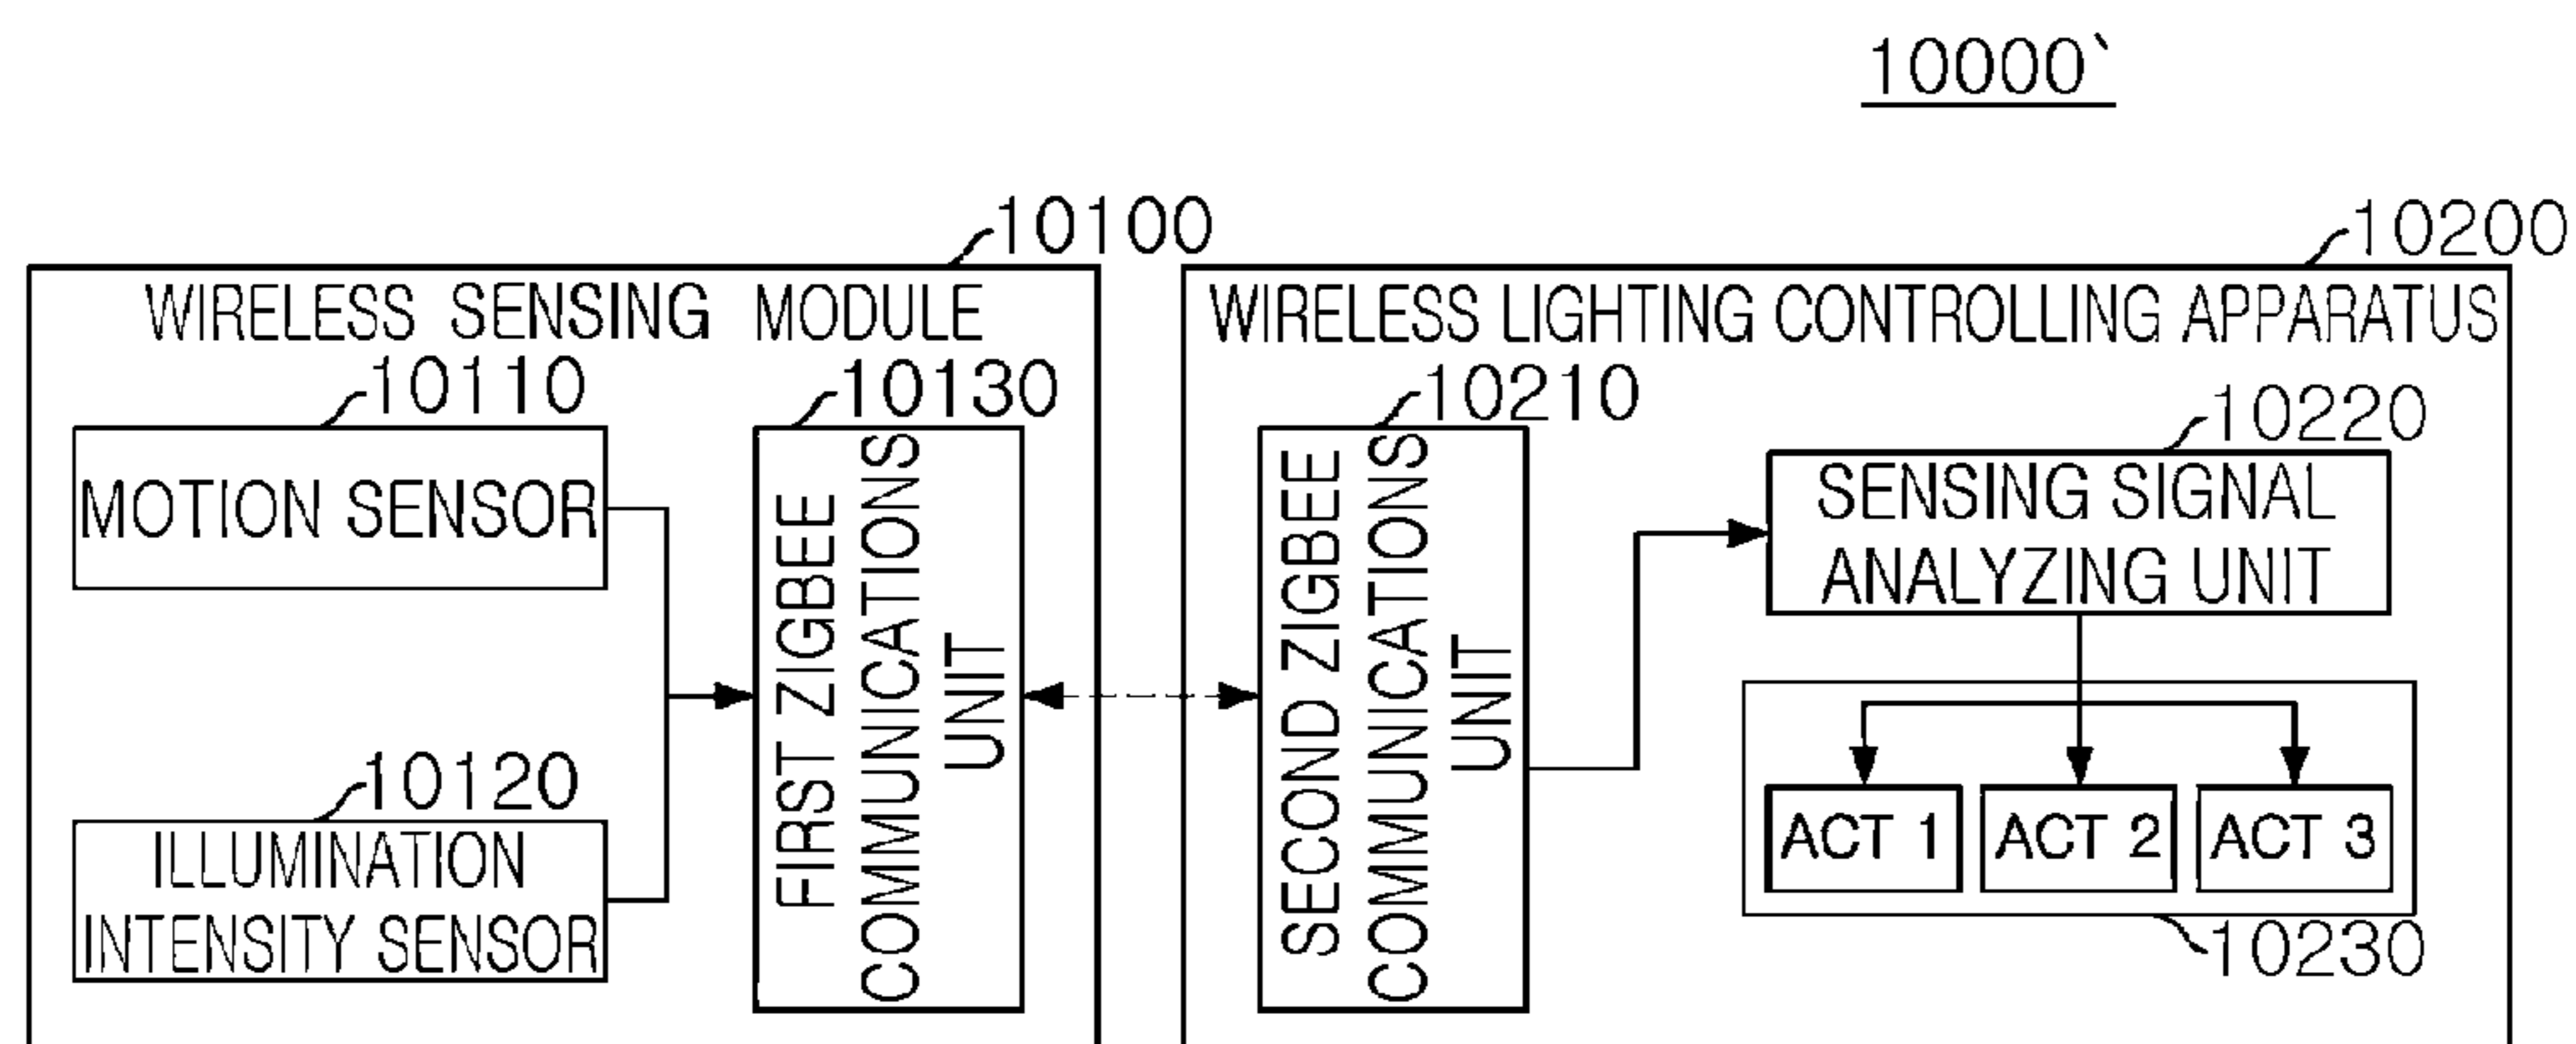 10000`
10100
10200
WIRELESS SENSING MODULE
WIRELESS LIGHTING CONTROLLING APPARATUS
10110
10130
10210
10220
MOTION SENSOR
FIRST ZIGBEE
COMMUNICATIONS
UNIT
SECOND ZIGBEE
COMMUNICATIONS
UNIT
SENSING SIGNAL
ANALYZING UNIT
10120
ILLUMINATION
INTENSITY SENSOR
ACT 1
ACT 2
ACT 3
10230